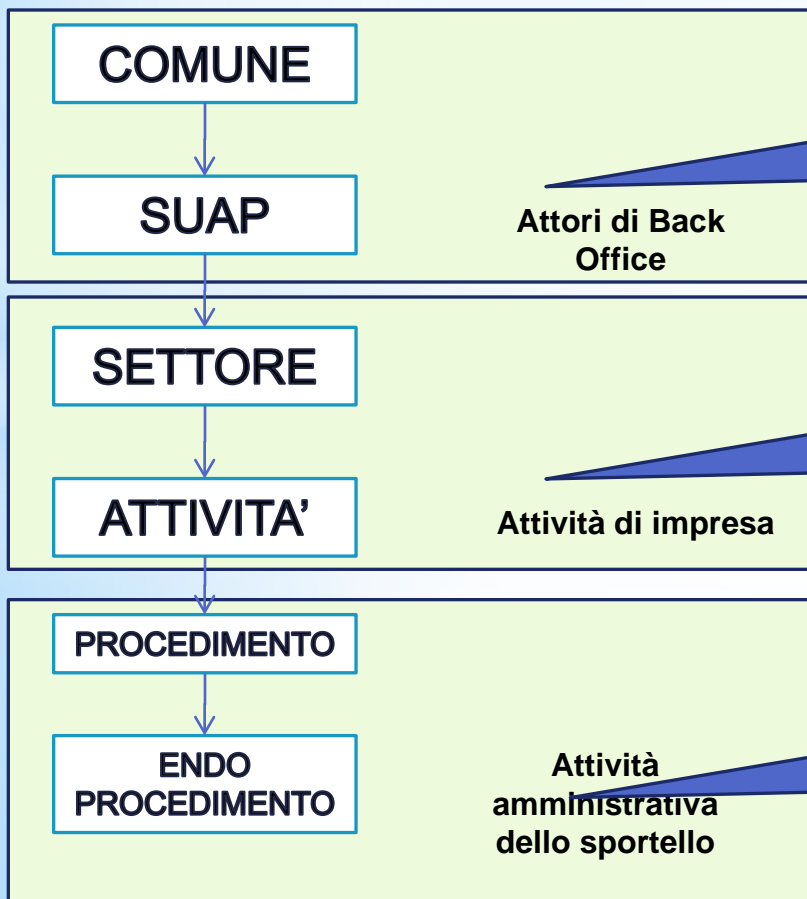 COMUNE
SUAP
Attori di Back
Office
SETTORE
ATTIVITA’
Attività di impresa
PROCEDIMENTO
ENDO
PROCEDIMENTO
Attività
amministrativa
dello sportello